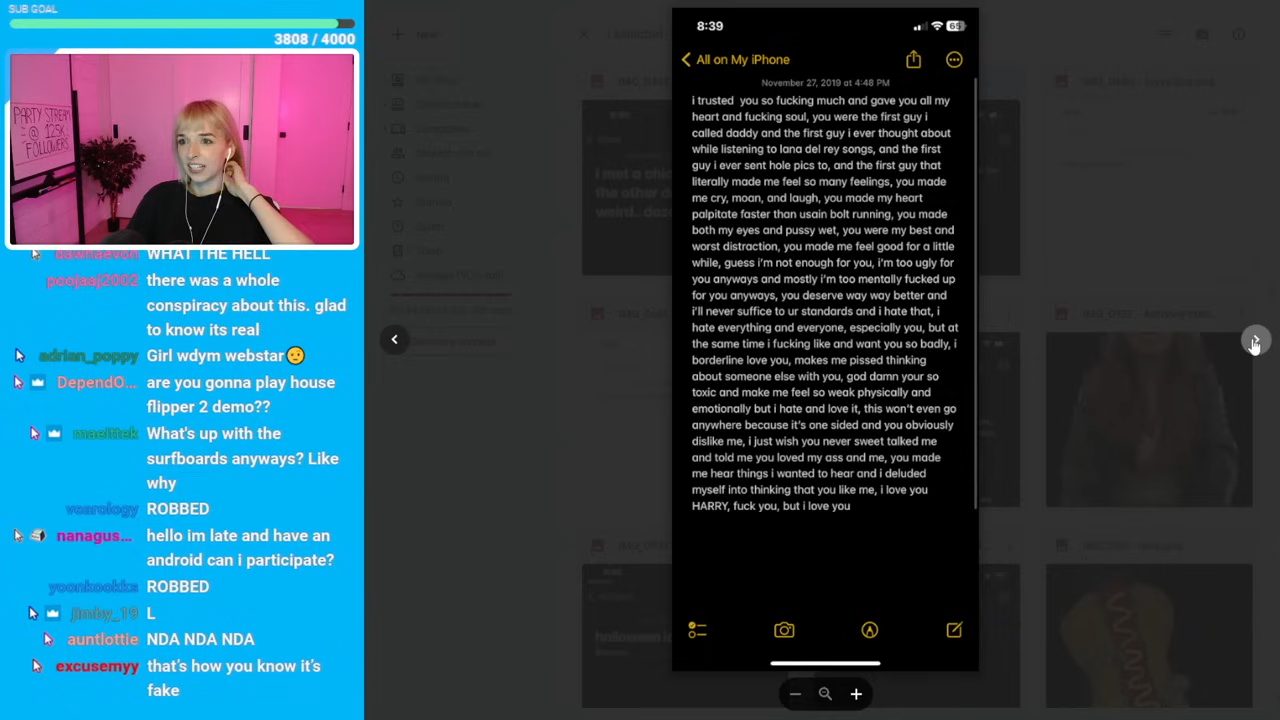 SUB GOAL
3808 / 4000
PARTY STREAM
@ 125K
FOLLOWERS
WHAT THE HELL
poojaaj2002 there was a whole
conspiracy about this. glad
to know its real
adrian_poppy Girl wdym webstar😕
DependO... are you gonna play house
flipper 2 demo??
maeittek What's up with the
surfboards anyways? Like
why
ROBBED
nanagus... hello im late and have an
android can i participate?
yoonkookks ROBBED
jimby_19 L
auntlottie NDA NDA NDA
excusemyy that's how you know it's
fake
8:39
65
All on My iPhone
November 27, 2019 at 4:48 PM
i trusted you so fucking much and gave you all my
heart and fucking soul, you were the first guy i
called daddy and the first guy i ever thought about
while listening to lana del rey songs, and the first
guy i ever sent hole pics to, and the first guy that
literally made me feel so many feelings, you made
me cry, moan, and laugh, you made my heart
palpitate faster than usain bolt running, you made
both my eyes and pussy wet, you were my best and
worst distraction, you made me feel good for a little
while, guess i'm not enough for you, i'm too ugly for
you anyways and mostly i'm too mentally fucked up
for you anyways, you deserve way way better and
i'll never suffice to ur standards and i hate that, i
hate everything and everyone, especially you, but at
the same time i fucking like and want you so badly, i
borderline love you, makes me pissed thinking
about someone else with you, god damn your so
toxic and make me feel so weak physically and
emotionally but i hate and love it, this won't even go
anywhere because it's one sided and you obviously
dislike me, i just wish you never sweet talked me
and told me you loved my ass and me, you made
me hear things i wanted to hear and i deluded
myself into thinking that you like me, i love you
HARRY, fuck you, but i love you